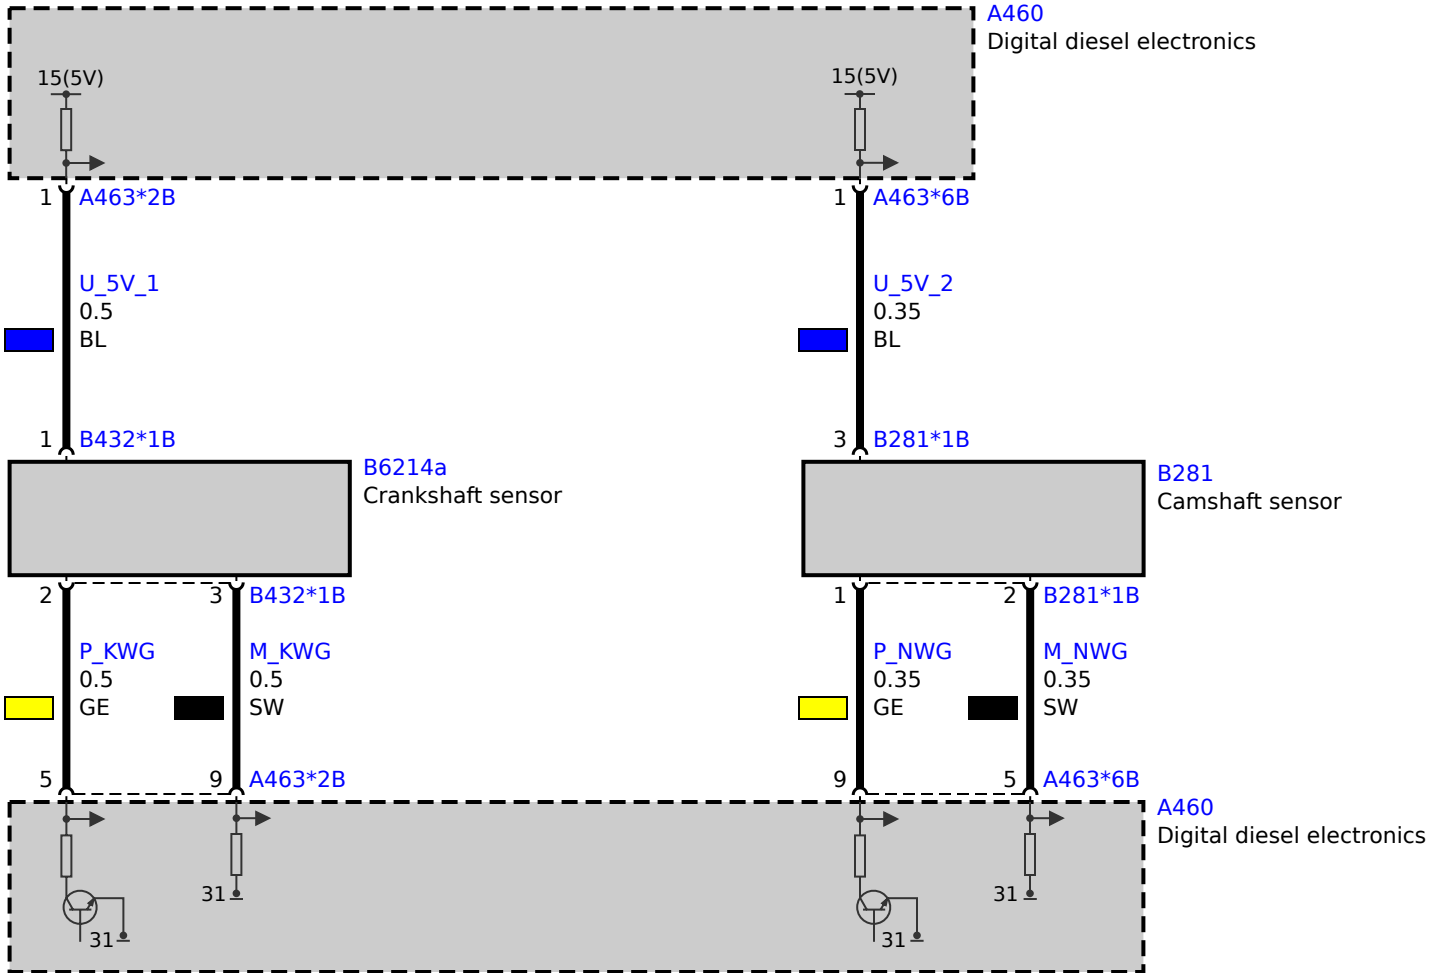 A460
Digital diesel electronics
15(5V)
15(5V)
1 A463*2B
1 A463*6B
U_5V_1
0.5
BL
U_5V_2
0.35
BL
1 B432*1B
3 B281*1B
B6214a
Crankshaft sensor
B281
Camshaft sensor
2
3 B432*1B
1
2 B281*1B
P_KWG
0.5
GE
M_KWG
0.5
SW
P_NWG
0.35
GE
M_NWG
0.35
SW
5
9 A463*2B
9
5 A463*6B
A460
Digital diesel electronics
31
31
31
31